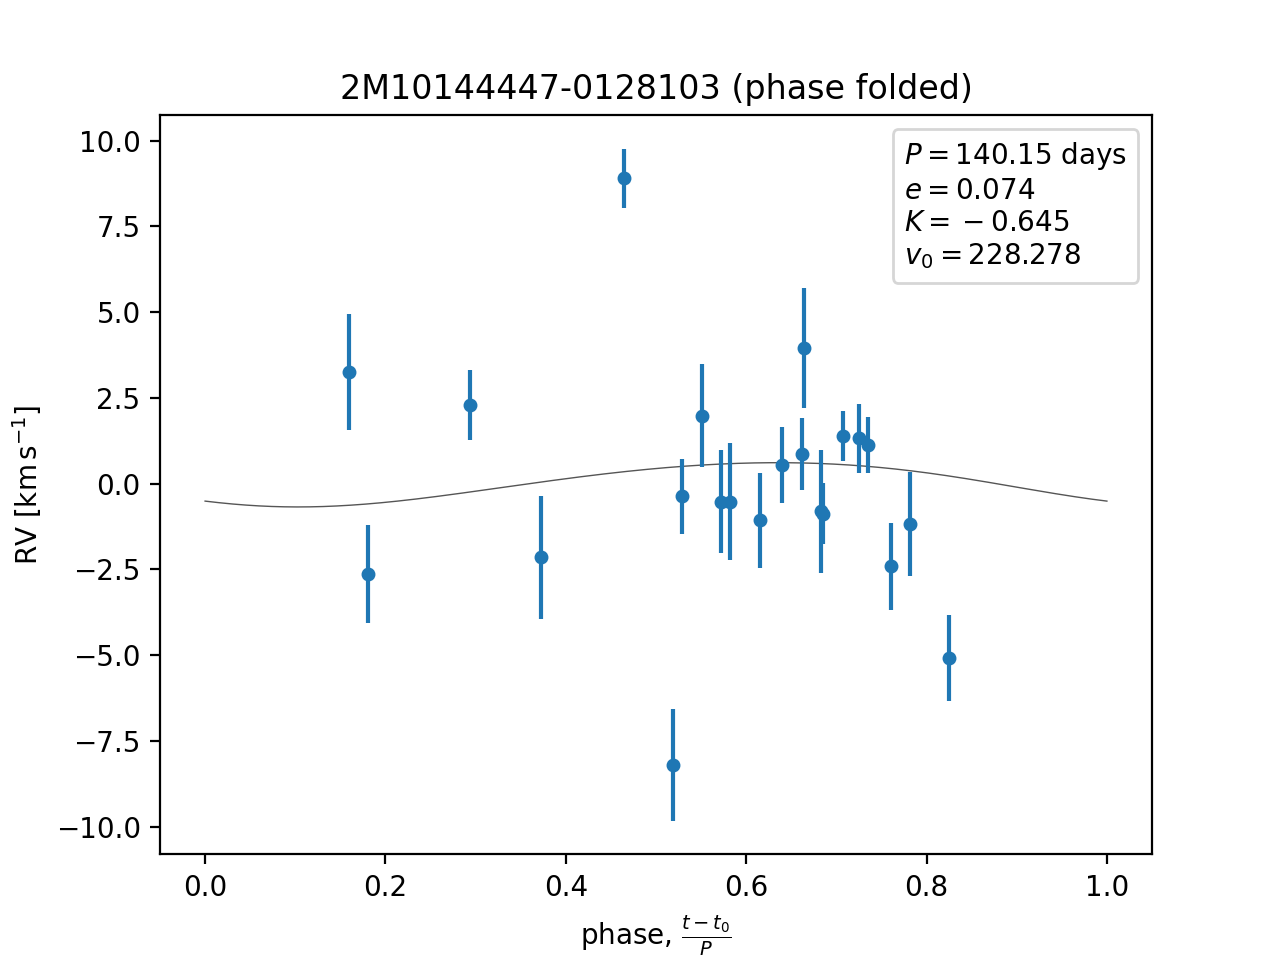 2M10144447-0128103 (phase folded)
10.0
7.5
5.0
2.5
0.0
−2.5
−5.0
−7.5
−10.0
RV [km s⁻¹]
P = 140.15 days
e = 0.074
K = −0.645
v₀ = 228.278
0.0 0.2 0.4 0.6 0.8 1.0
phase, (t − t₀)/P